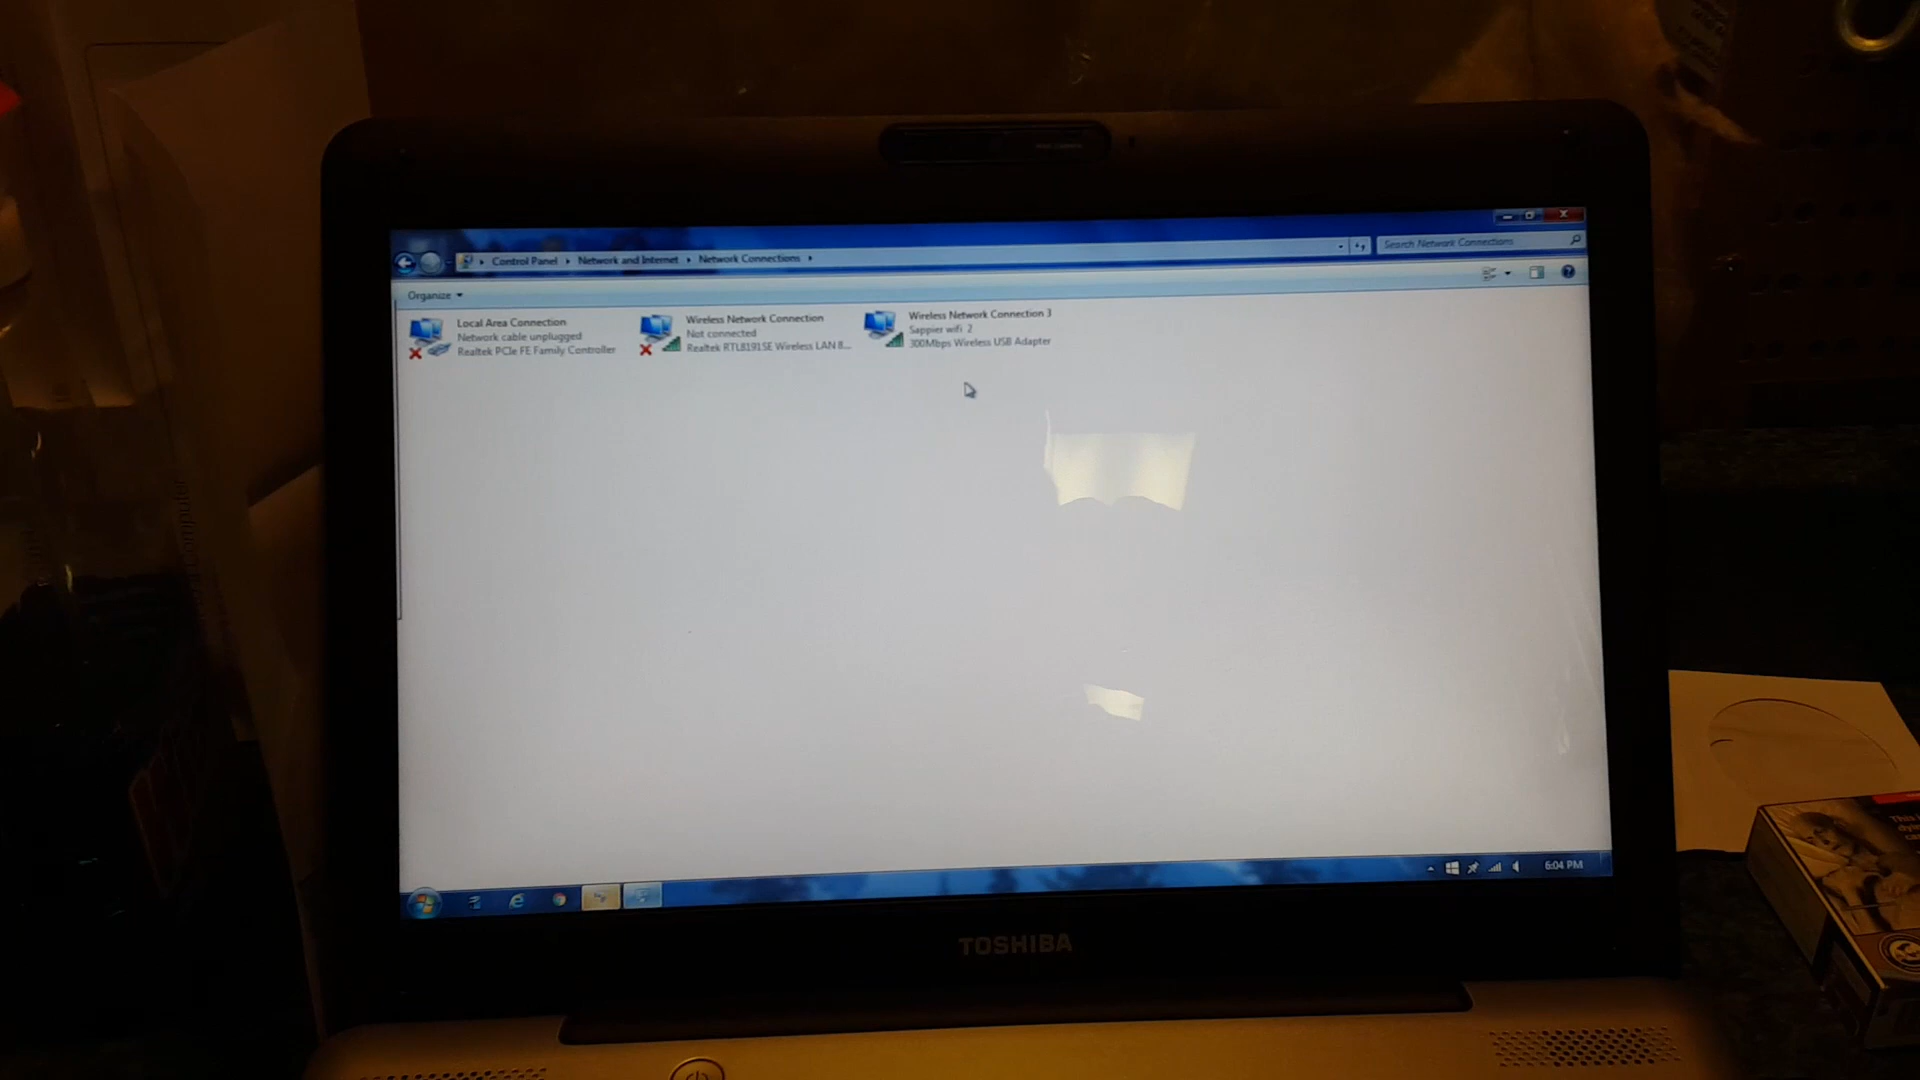 Control Panel
Network and Internet
Network Connections
Search Network Connections
Organize
Local Area Connection
Network cable unplugged
Realtek PCIe FE Family Controller
Wireless Network Connection
Not connected
Realtek RTL8191SE Wireless LAN 8...
Wireless Network Connection 3
Sappier wifi 2
300Mbps Wireless USB Adapter
6:04 PM
TOSHIBA
computer
This